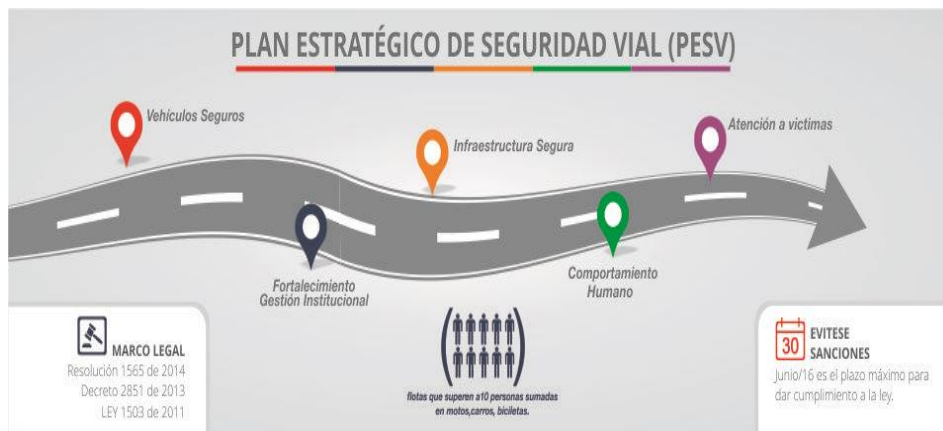 PLAN ESTRATÉGICO DE SEGURIDAD VIAL (PESV)
Vehículos Seguros
Infraestructura Segura
Atención a victimas
Fortalecimiento
Gestión Institucional
Comportamiento
Humano
MARCO LEGAL
Resolución 1565 de 2014
Decreto 2851 de 2013
LEY 1503 de 2011
flotas que superen a10 personas sumadas
en motos,carros, biciletas.
30
EVITESE
SANCIONES
Junio/16 es el plazo máximo para
dar cumplimiento a la ley.